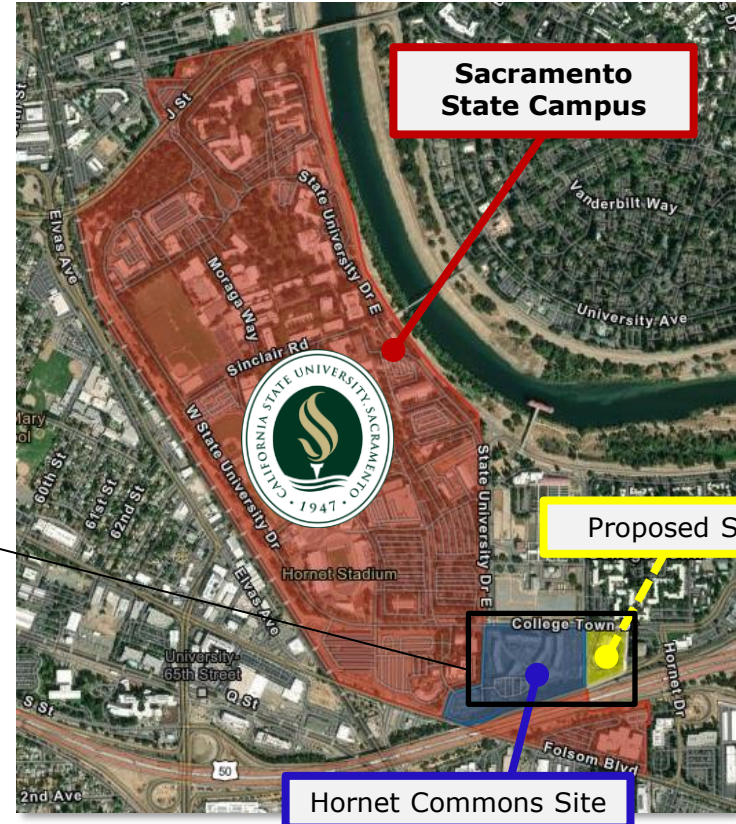 Sacramento
State Campus
J St
Elvas Ave
State University Dr E
Vanderbilt Way
Moraga Way
University Ave
Sinclair Rd
CALIFORNIA STATE UNIVERSITY, SACRAMENTO
• 1947 •
W State University Dr
60th St
61st St
62nd St
State University Dr E
Proposed S
Hornet Stadium
Elvas Ave
College Town
University-
65th Street
Hornet Dr
S St
Q St
50
Folsom Blvd
2nd Ave
Hornet Commons Site